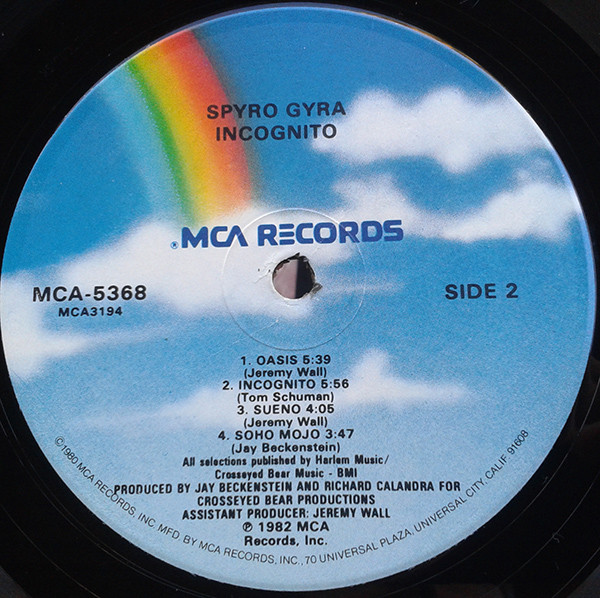 SPYRO GYRA
INCOGNITO
® MCA RECORDS
MCA-5368
MCA3194
SIDE 2
1. OASIS 5:39
(Jeremy Wall)
2. INCOGNITO 5:56
(Tom Schuman)
3. SUENO 4:05
(Jeremy Wall)
4. SOHO MOJO 3:47
(Jay Beckenstein)
All selections published by Harlem Music/
Crosseyed Bear Music - BMI
PRODUCED BY JAY BECKENSTEIN AND RICHARD CALANDRA FOR
CROSSEYED BEAR PRODUCTIONS
ASSISTANT PRODUCER: JEREMY WALL
℗ 1982 MCA
Records, Inc.
©1980 MCA RECORDS, INC. MFD. BY MCA RECORDS, INC., 70 UNIVERSAL PLAZA, UNIVERSAL CITY, CALIF. 91608